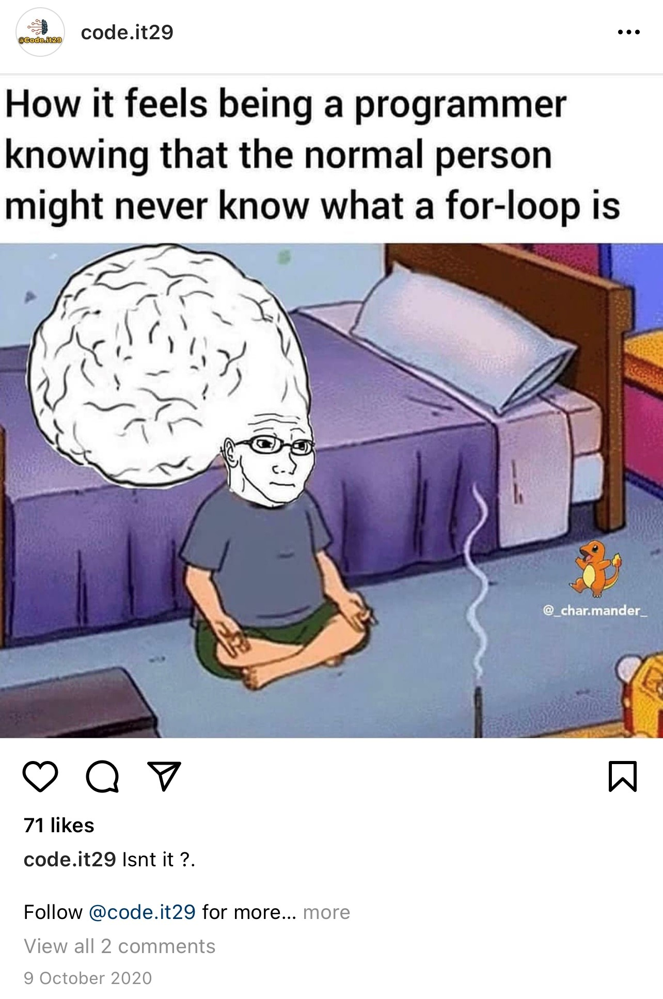 @Code.it29
code.it29
How it feels being a programmer
knowing that the normal person
might never know what a for-loop is
@_char.mander_
71 likes
code.it29 Isnt it ?.
Follow @code.it29 for more... more
View all 2 comments
9 October 2020